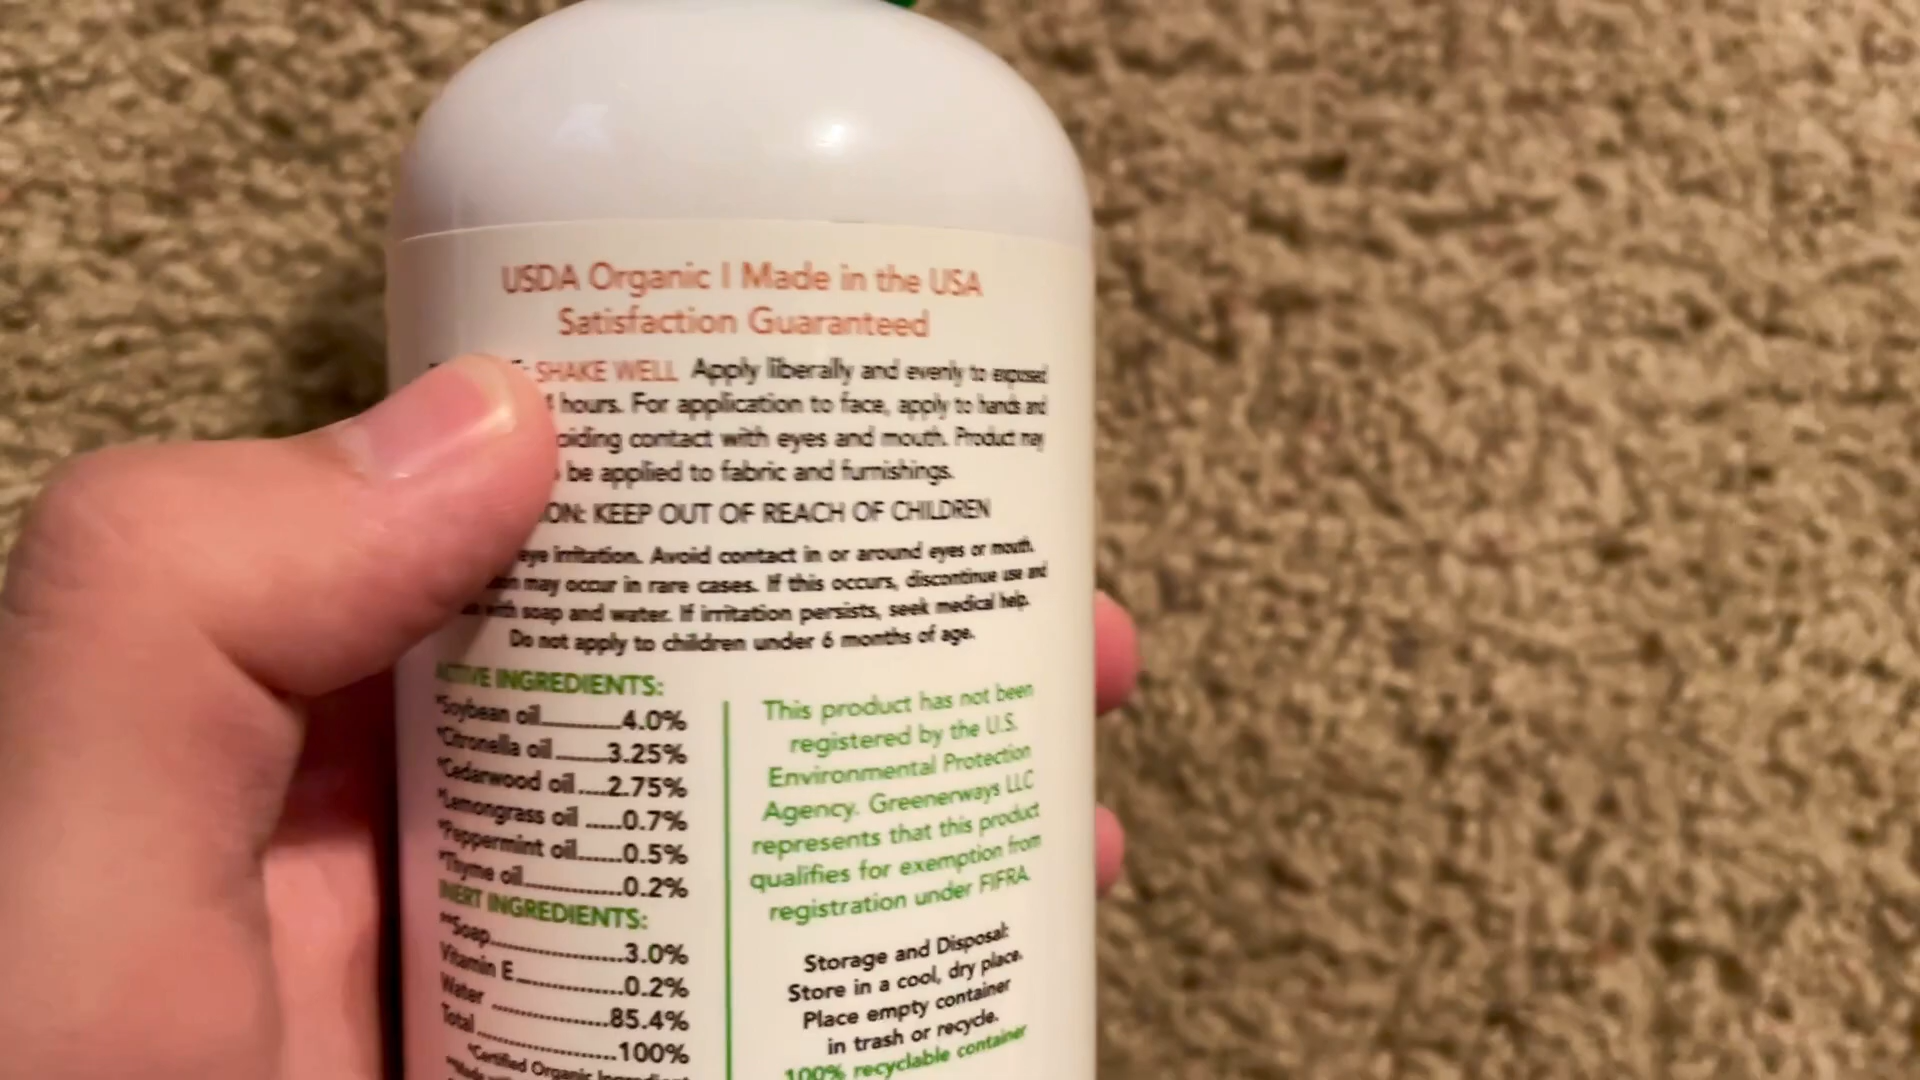 USDA Organic | Made in the USA
Satisfaction Guaranteed
SHAKE WELL Apply liberally and evenly to exposed
hours. For application to face, apply to hands and
contact with eyes and mouth. Product may
be applied to fabric and furnishings.
KEEP OUT OF REACH OF CHILDREN
eye irritation. Avoid contact in or around eyes or mouth.
may occur in rare cases. If this occurs, discontinue use and
with soap and water. If irritation persists, seek medical help.
Do not apply to children under 6 months of age.
ACTIVE INGREDIENTS:
*Soybean oil..........4.0%
*Citronella oil.......3.25%
*Cedarwood oil....2.75%
*Lemongrass oil .....0.7%
*Peppermint oil......0.5%
*Thyme oil.............0.2%
INERT INGREDIENTS:
**Soap..................3.0%
Vitamin E..............0.2%
Water ................85.4%
Total...................100%
*Certified Organic Ingredient
This product has not been
registered by the U.S.
Environmental Protection
Agency. Greenerways LLC
represents that this product
qualifies for exemption from
registration under FIFRA.
Storage and Disposal:
Store in a cool, dry place.
Place empty container
in trash or recycle.
100% recyclable container